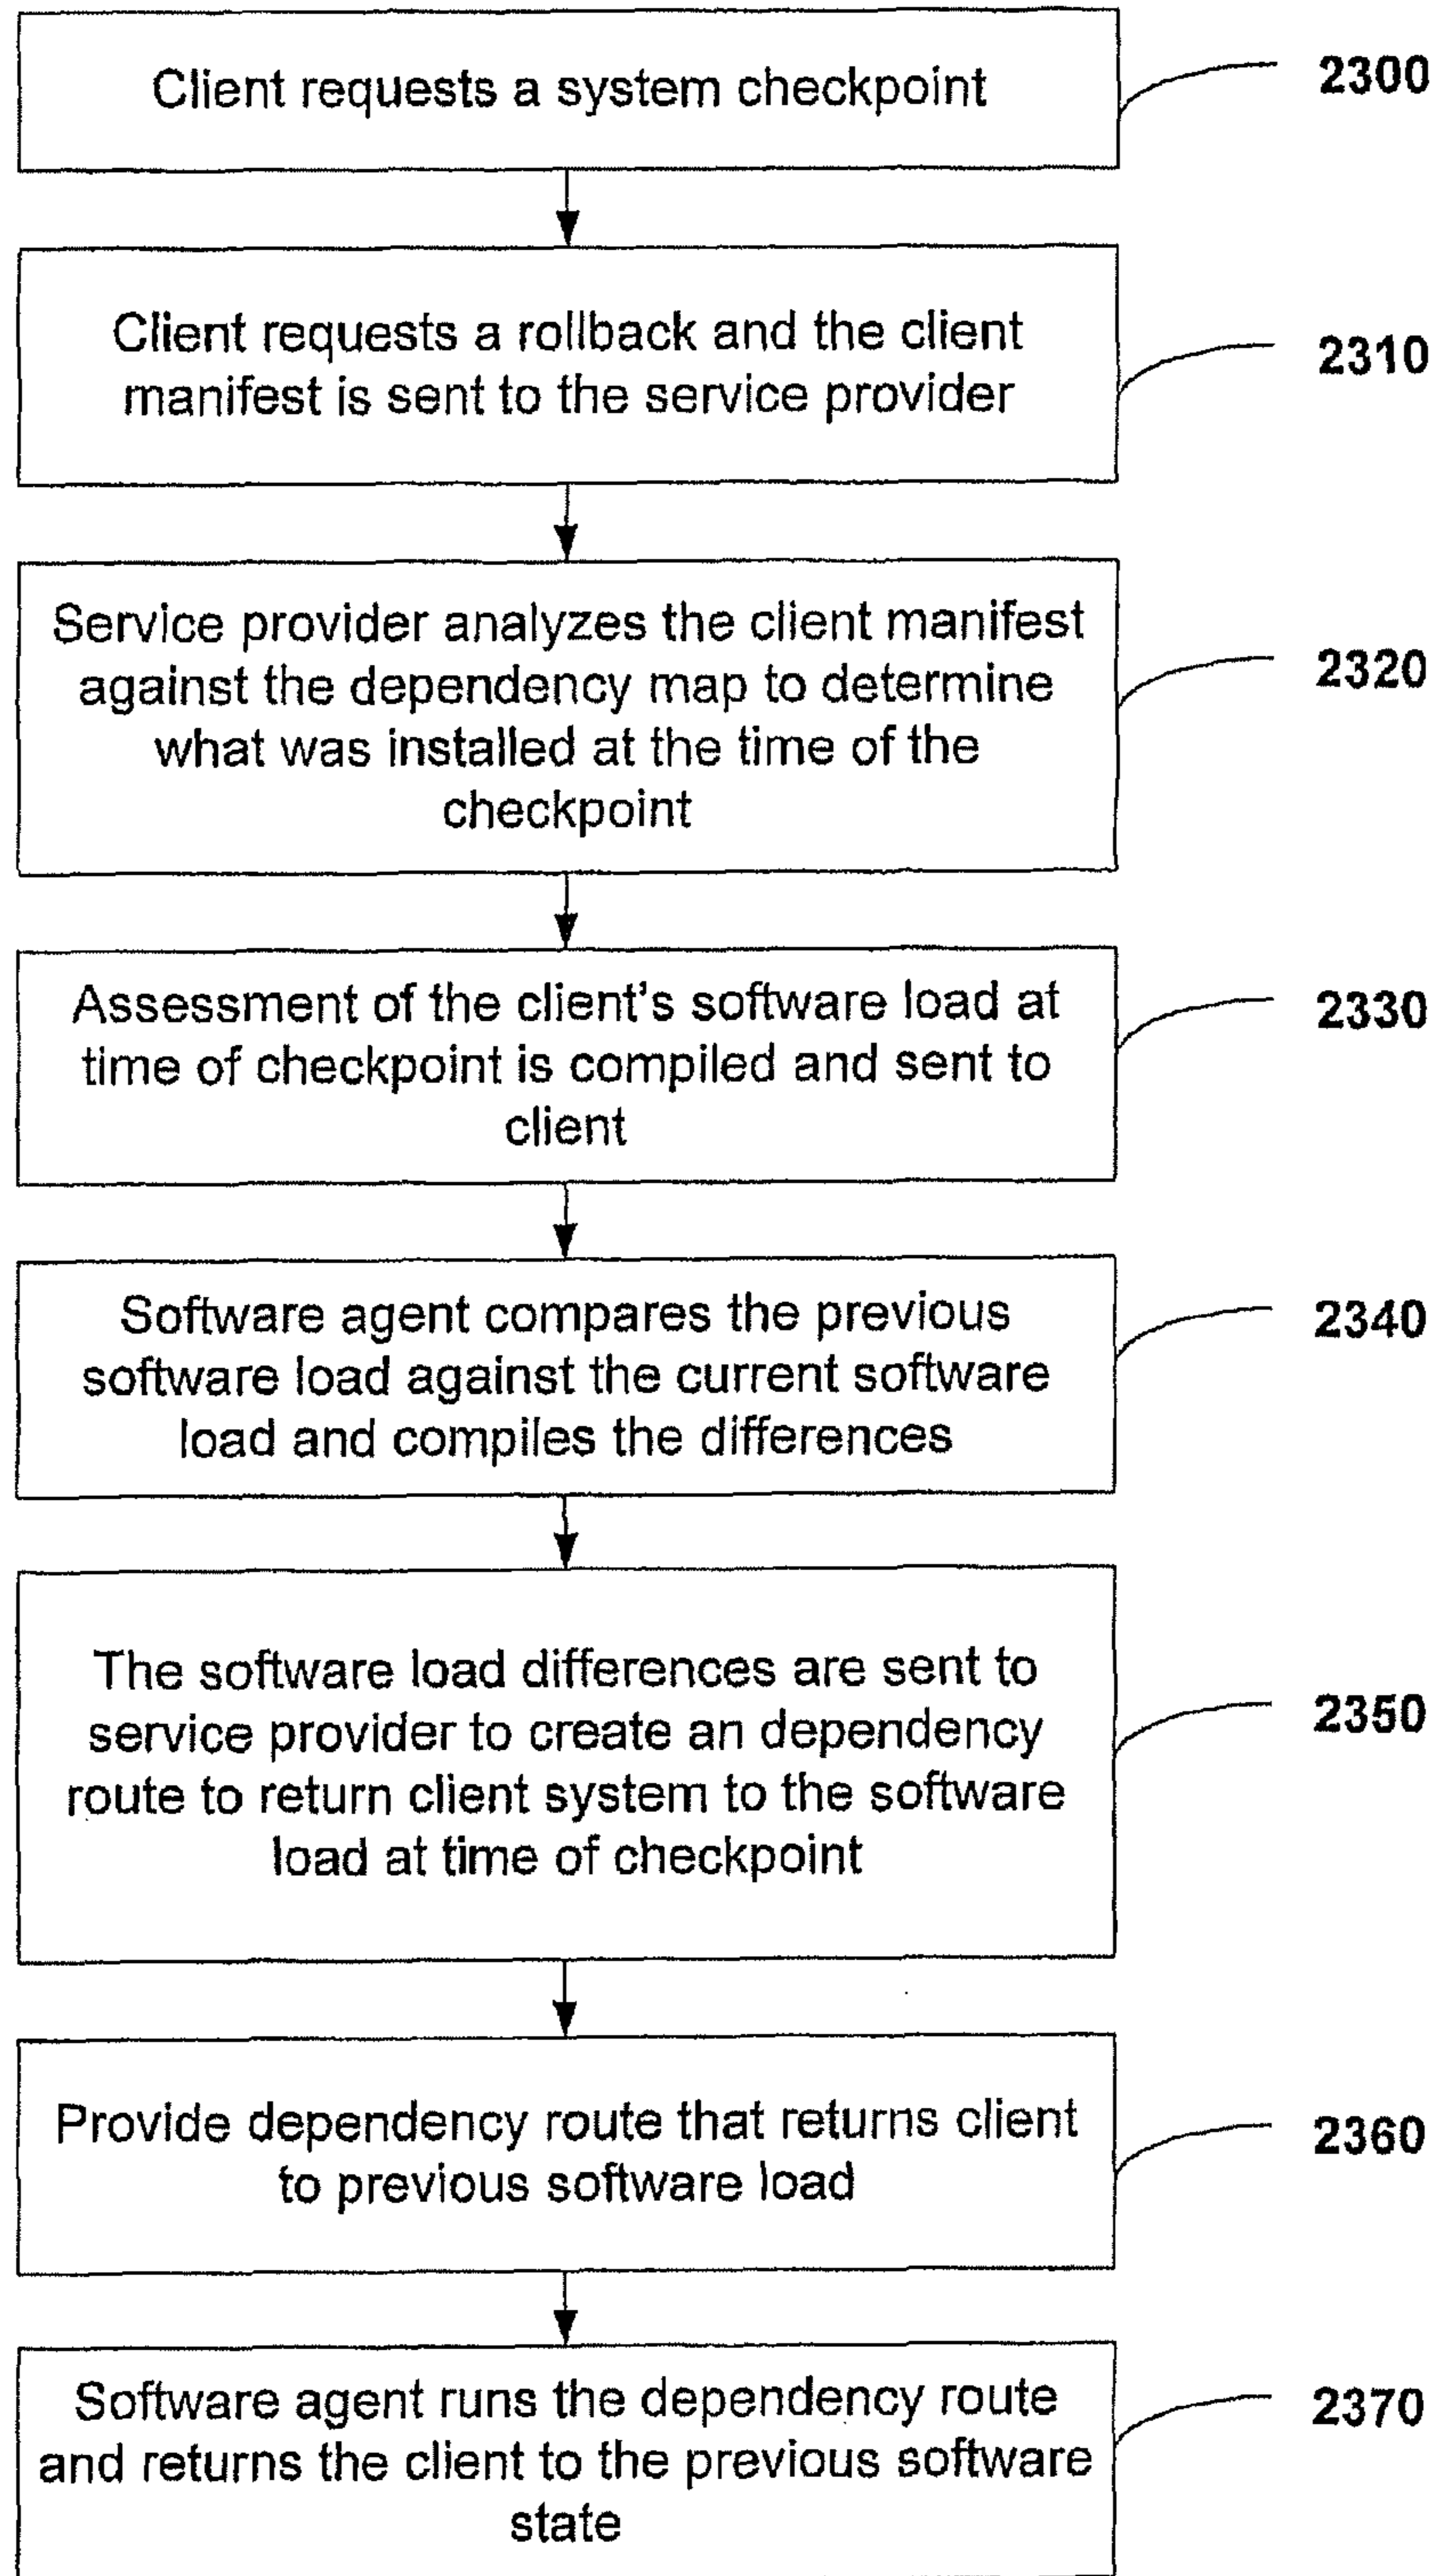 Client requests a system checkpoint
2300
Client requests a rollback and the client
manifest is sent to the service provider
2310
Service provider analyzes the client manifest
against the dependency map to determine
what was installed at the time of the
checkpoint
2320
Assessment of the client's software load at
time of checkpoint is compiled and sent to
client
2330
Software agent compares the previous
software load against the current software
load and compiles the differences
2340
The software load differences are sent to
service provider to create an dependency
route to return client system to the software
load at time of checkpoint
2350
Provide dependency route that returns client
to previous software load
2360
Software agent runs the dependency route
and returns the client to the previous software
state
2370